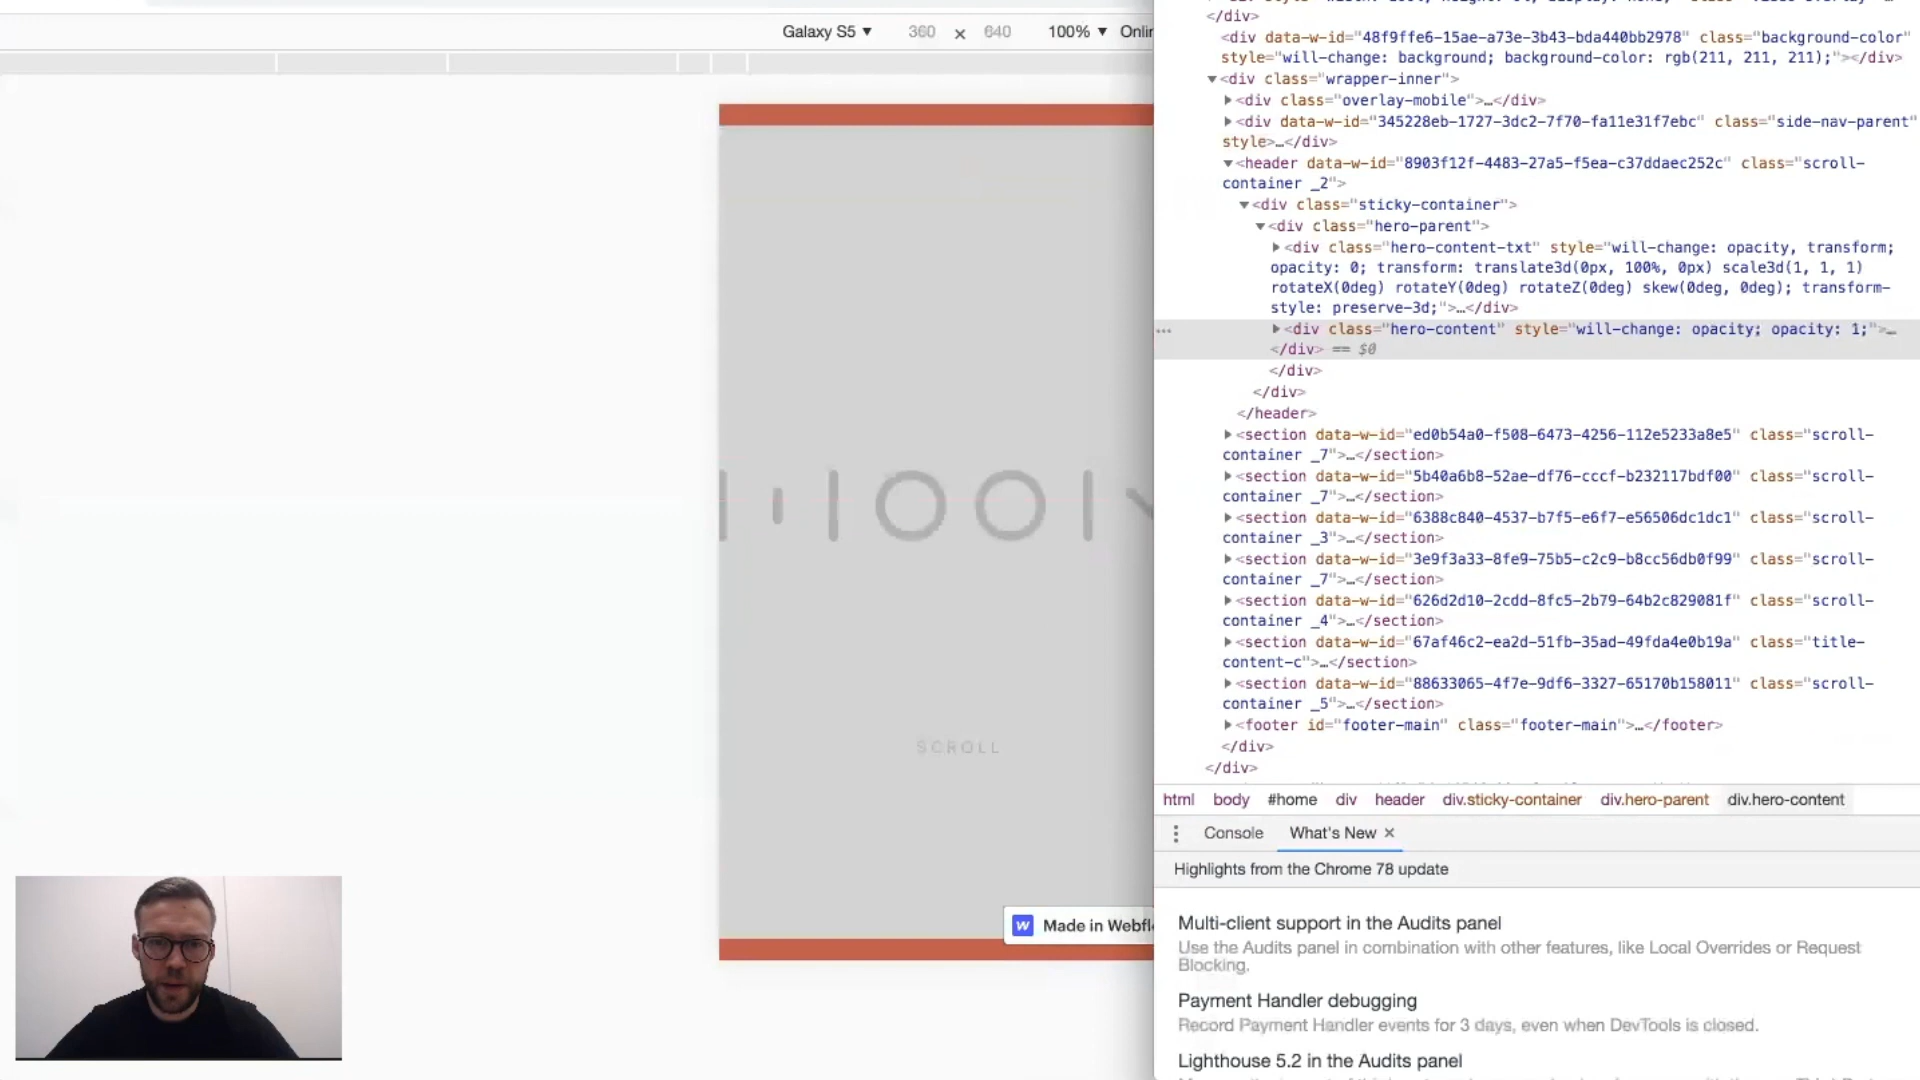 Galaxy S5 ▼ 360 × 640 100% ▼
</div>
<div data-w-id="48f9ffe6-15ae-a73e-3b43-bda440bb2978" class="background-color"
style="will-change: background; background-color: rgb(211, 211, 211);"></div>
▼<div class="wrapper-inner">
▶<div class="overlay-mobile">…</div>
▶<div data-w-id="345228eb-1727-3dc2-7f70-fa11e31f7ebc" class="side-nav-parent"
style>…</div>
▼<header data-w-id="8903f12f-4483-27a5-f5ea-c37ddaec252c" class="scroll-
container _2">
▼<div class="sticky-container">
▼<div class="hero-parent">
▶<div class="hero-content-txt" style="will-change: opacity, transform;
opacity: 0; transform: translate3d(0px, 100%, 0px) scale3d(1, 1, 1)
rotateX(0deg) rotateY(0deg) rotateZ(0deg) skew(0deg, 0deg); transform-
style: preserve-3d;">…</div>
… ▶<div class="hero-content" style="will-change: opacity; opacity: 1;">…
</div> == $0
</div>
</div>
</header>
▶<section data-w-id="ed0b54a0-f508-6473-4256-112e5233a8e5" class="scroll-
container _7">…</section>
▶<section data-w-id="5b40a6b8-52ae-df76-cccf-b232117bdf00" class="scroll-
container _7">…</section>
▶<section data-w-id="6388c840-4537-b7f5-e6f7-e56506dc1dc1" class="scroll-
container _3">…</section>
▶<section data-w-id="3e9f3a33-8fe9-75b5-c2c9-b8cc56db0f99" class="scroll-
container _7">…</section>
▶<section data-w-id="626d2d10-2cdd-8fc5-2b79-64b2c829081f" class="scroll-
container _4">…</section>
▶<section data-w-id="67af46c2-ea2d-51fb-35ad-49fda4e0b19a" class="title-
content-c">…</section>
▶<section data-w-id="88633065-4f7e-9df6-3327-65170b158011" class="scroll-
container _5">…</section>
▶<footer id="footer-main" class="footer-main">…</footer>
</div>
</div>
SCROLL
Made in
html body #home div header div.sticky-container div.hero-parent div.hero-content
Console What's New ×
Highlights from the Chrome 78 update
Multi-client support in the Audits panel
Use the Audits panel in combination with other features, like Local Overrides or Request
Blocking.
Payment Handler debugging
Record Payment Handler events for 3 days, even when DevTools is closed.
Lighthouse 5.2 in the Audits panel